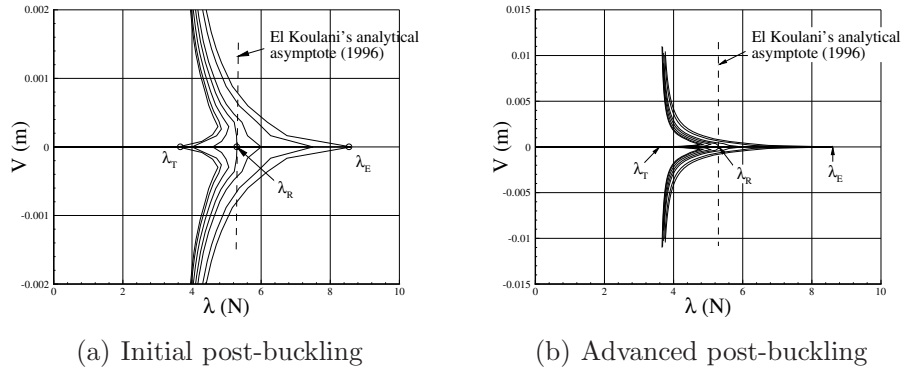 0.002
0.001
0
-0.001
-0.002
V (m)
0
2
4
6
8
10
λ (N)
El Koulani's analytical
asymptote (1996)
λT
λR
λE
(a) Initial post-buckling
0.015
0.01
0.005
0
-0.005
-0.01
-0.015
V (m)
0
2
4
6
8
10
λ (N)
El Koulani's analytical
asymptote (1996)
λT
λR
λE
(b) Advanced post-buckling